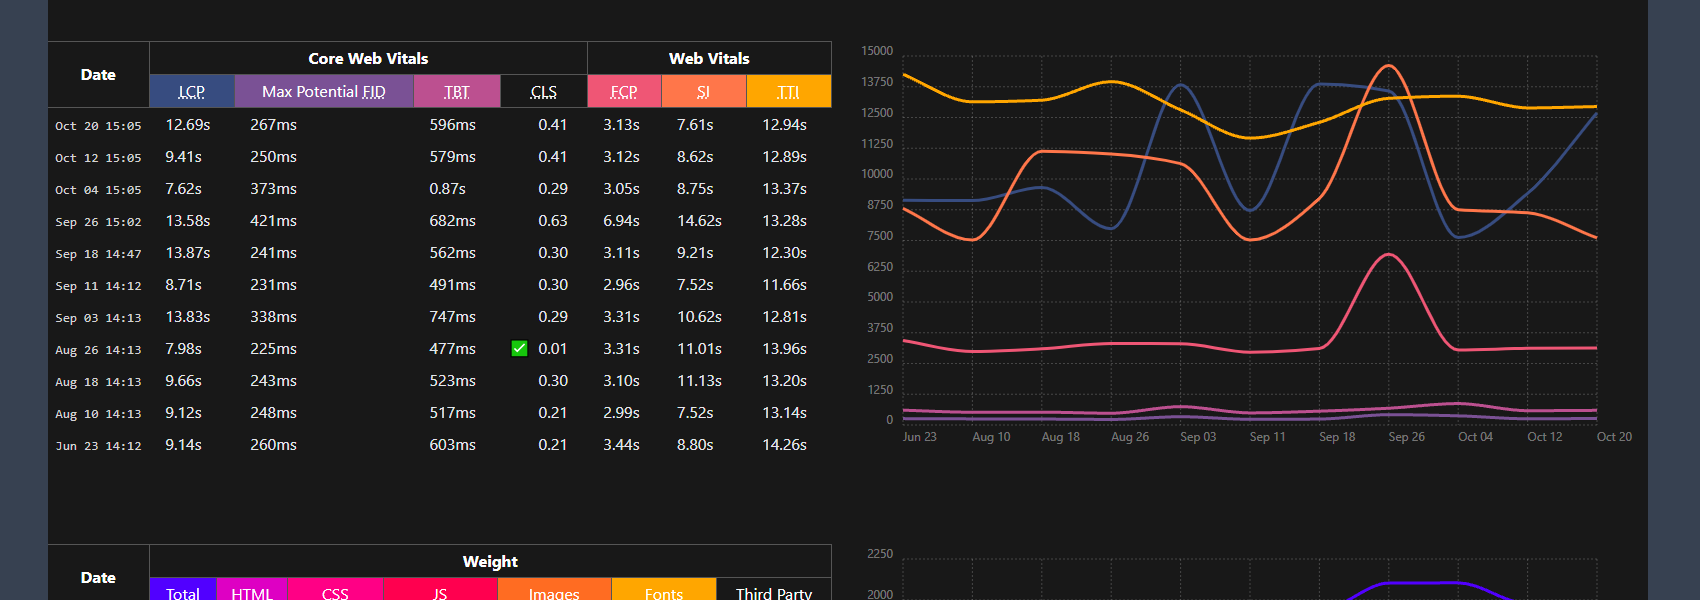 Date Core Web Vitals Web Vitals
LCP Max Potential FID TBT CLS FCP SI TTI
Oct 20 15:05 12.69s 267ms 596ms 0.41 3.13s 7.61s 12.94s
Oct 12 15:05 9.41s 250ms 579ms 0.41 3.12s 8.62s 12.89s
Oct 04 15:05 7.62s 373ms 0.87s 0.29 3.05s 8.75s 13.37s
Sep 26 15:02 13.58s 421ms 682ms 0.63 6.94s 14.62s 13.28s
Sep 18 14:47 13.87s 241ms 562ms 0.30 3.11s 9.21s 12.30s
Sep 11 14:12 8.71s 231ms 491ms 0.30 2.96s 7.52s 11.66s
Sep 03 14:13 13.83s 338ms 747ms 0.29 3.31s 10.62s 12.81s
Aug 26 14:13 7.98s 225ms 477ms ✅ 0.01 3.31s 11.01s 13.96s
Aug 18 14:13 9.66s 243ms 523ms 0.30 3.10s 11.13s 13.20s
Aug 10 14:13 9.12s 248ms 517ms 0.21 2.99s 7.52s 13.14s
Jun 23 14:12 9.14s 260ms 603ms 0.21 3.44s 8.80s 14.26s
15000
13750
12500
11250
10000
8750
7500
6250
5000
3750
2500
1250
0
Jun 23 Aug 10 Aug 18 Aug 26 Sep 03 Sep 11 Sep 18 Sep 26 Oct 04 Oct 12 Oct 20
Date Weight
Total HTML CSS JS Images Fonts Third Party
2250
2000